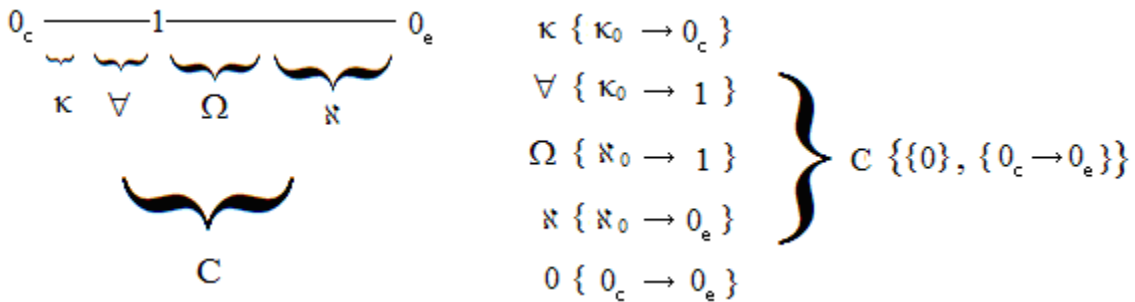 0c 1 0e
κ ∀ Ω ℵ
C
κ { κ₀ → 0c }
∀ { κ₀ → 1 }
Ω { ℵ₀ → 1 }
C {{0}, {0c → 0e}}
ℵ { ℵ₀ → 0e }
0 { 0c → 0e }